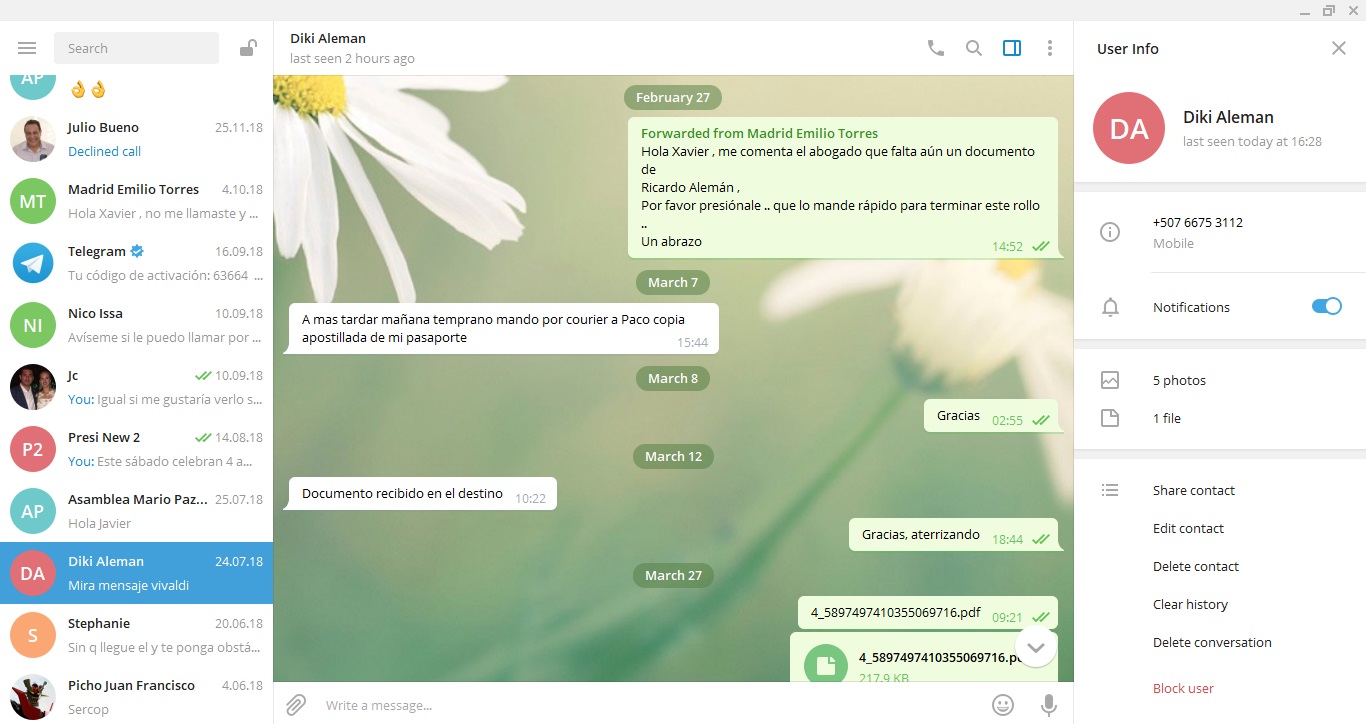 Search
AP
👌👌
Julio Bueno 25.11.18
Declined call
MT
Madrid Emilio Torres 4.10.18
Hola Xavier , no me llamaste y ...
Telegram 16.09.18
Tu código de activación: 63664 ...
NI
Nico Issa 10.09.18
Avíseme si le puedo llamar por ...
Jc 10.09.18
You: Igual si me gustaría verlo s...
P2
Presi New 2 14.08.18
You: Este sábado celebran 4 a...
AP
Asamblea Mario Paz... 25.07.18
Hola Javier
DA
Diki Aleman 24.07.18
Mira mensaje vivaldi
S
Stephanie 20.06.18
Sin q llegue el y te ponga obstá...
Picho Juan Francisco 4.06.18
Sercop
Diki Aleman
last seen 2 hours ago
February 27
Forwarded from Madrid Emilio Torres
Hola Xavier , me comenta el abogado que falta aún un documento
de
Ricardo Alemán ,
Por favor presiónale .. que lo mande rápido para terminar este rollo
..
Un abrazo 14:52
March 7
A mas tardar mañana temprano mando por courier a Paco copia
apostillada de mi pasaporte 15:44
March 8
Gracias 02:55
March 12
Documento recibido en el destino 10:22
Gracias, aterrizando 18:44
March 27
4_5897497410355069716.pdf 09:21
4_5897497410355069716.p
217.9 KB
Write a message...
User Info
DA
Diki Aleman
last seen today at 16:28
+507 6675 3112
Mobile
Notifications
5 photos
1 file
Share contact
Edit contact
Delete contact
Clear history
Delete conversation
Block user